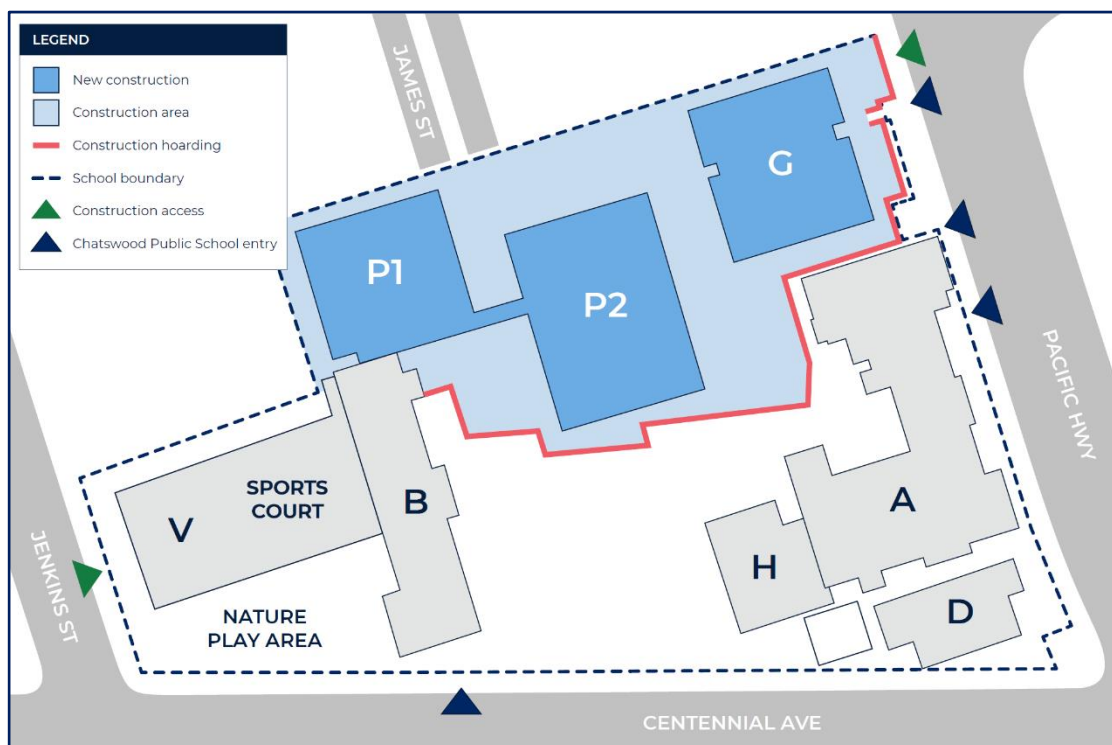 LEGEND
New construction
Construction area
Construction hoarding
School boundary
Construction access
Chatswood Public School entry
JAMES ST
G
P1
P2
PACIFIC HWY
SPORTS
COURT
V
B
A
H
D
JENKINS ST
NATURE
PLAY AREA
CENTENNIAL AVE